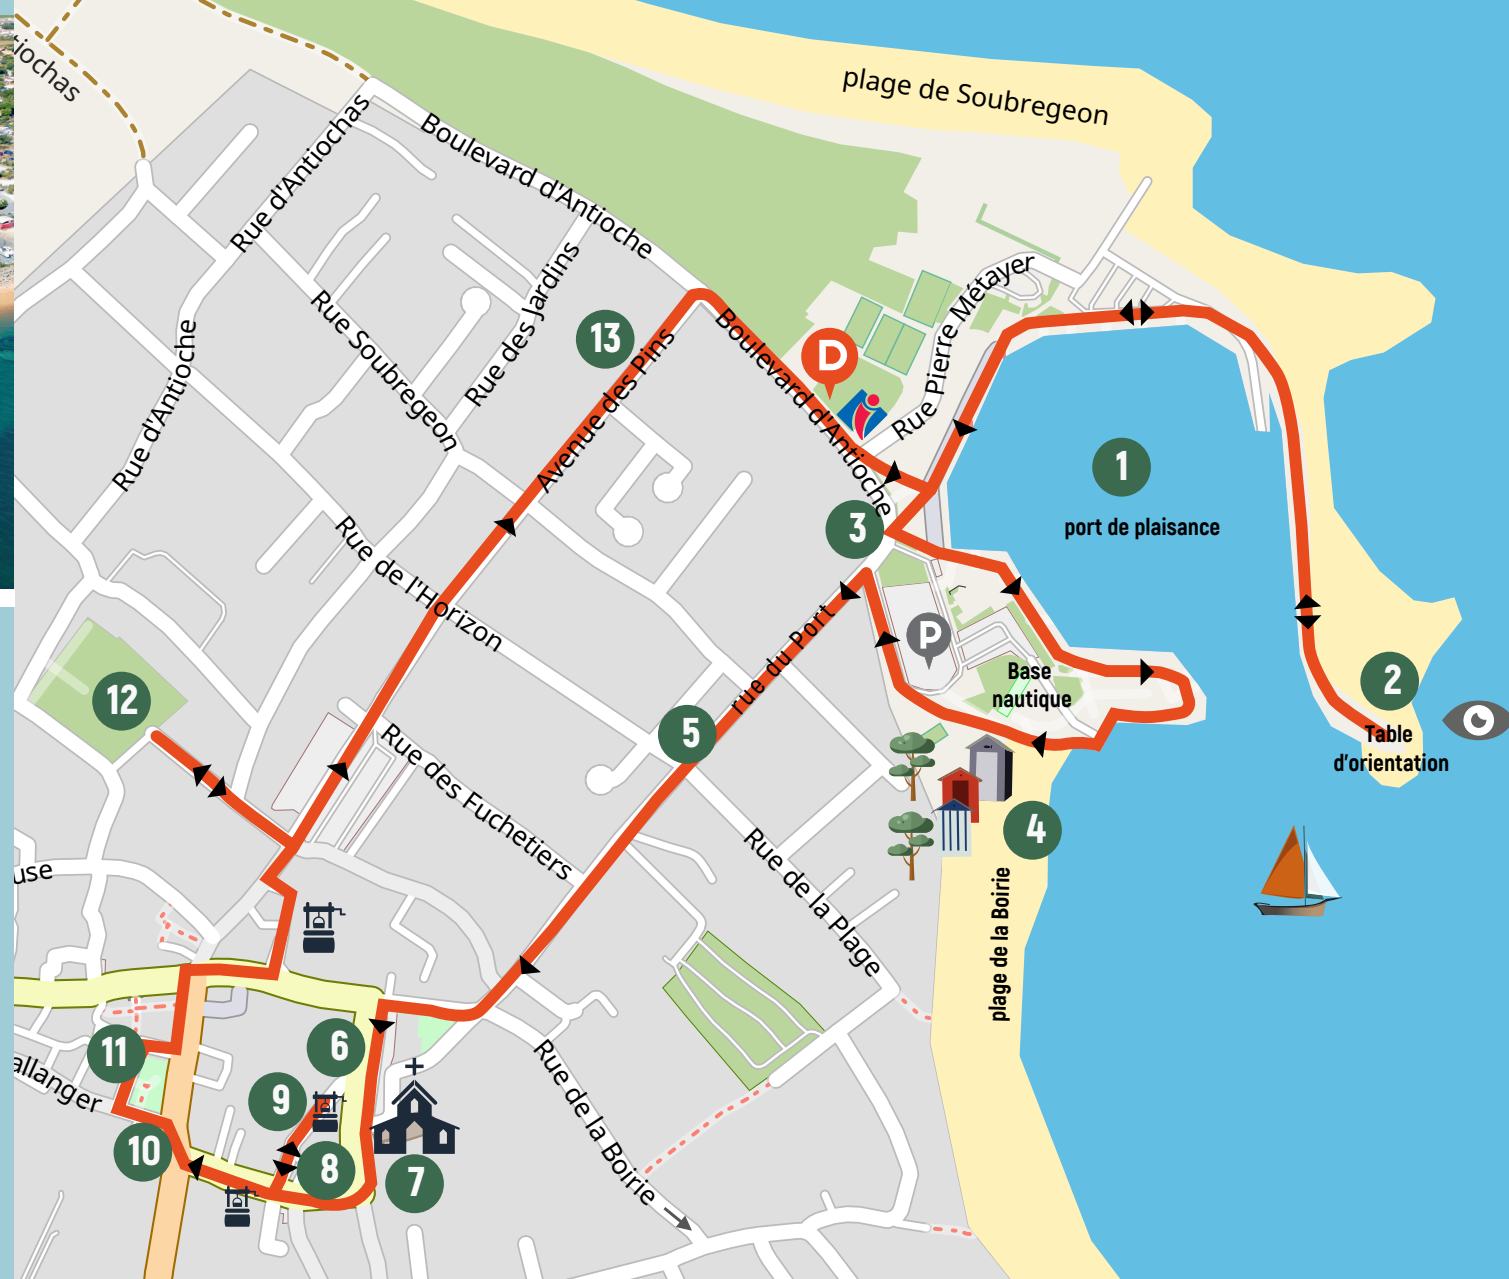 iochas
plage de Soubregeon
Boulevard d'Antioche
Rue d'Antiochas
Rue Pierre Métayer
Rue des Jardins
Rue Soubregeon
13
Boulevard d'Antioche
D
Avenue des Pins
Rue d'Antioche
1
port de plaisance
3
Rue de l'Horizon
P
rue du Port
Base
nautique
2
Table
d'orientation
12
5
Rue des Fuchetiers
4
Rue de la Plage
plage de la Boirie
use
allanger
11
6
9
10
8
7
Rue de la Boirie